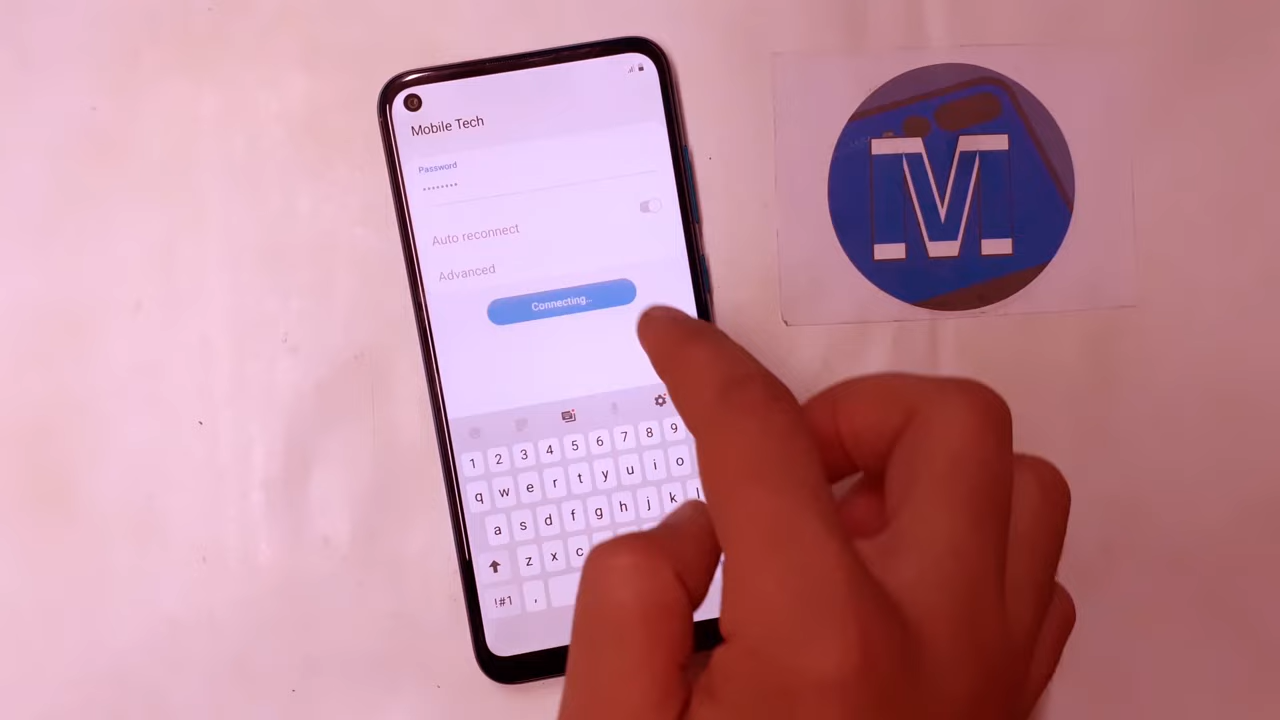 Mobile Tech
Password
••••••••
Auto reconnect
Advanced
Connecting...
1 2 3 4 5 6 7 8 9
q w e r t y u i o
a s d f g h j k l
z x c
!#1 ,
M